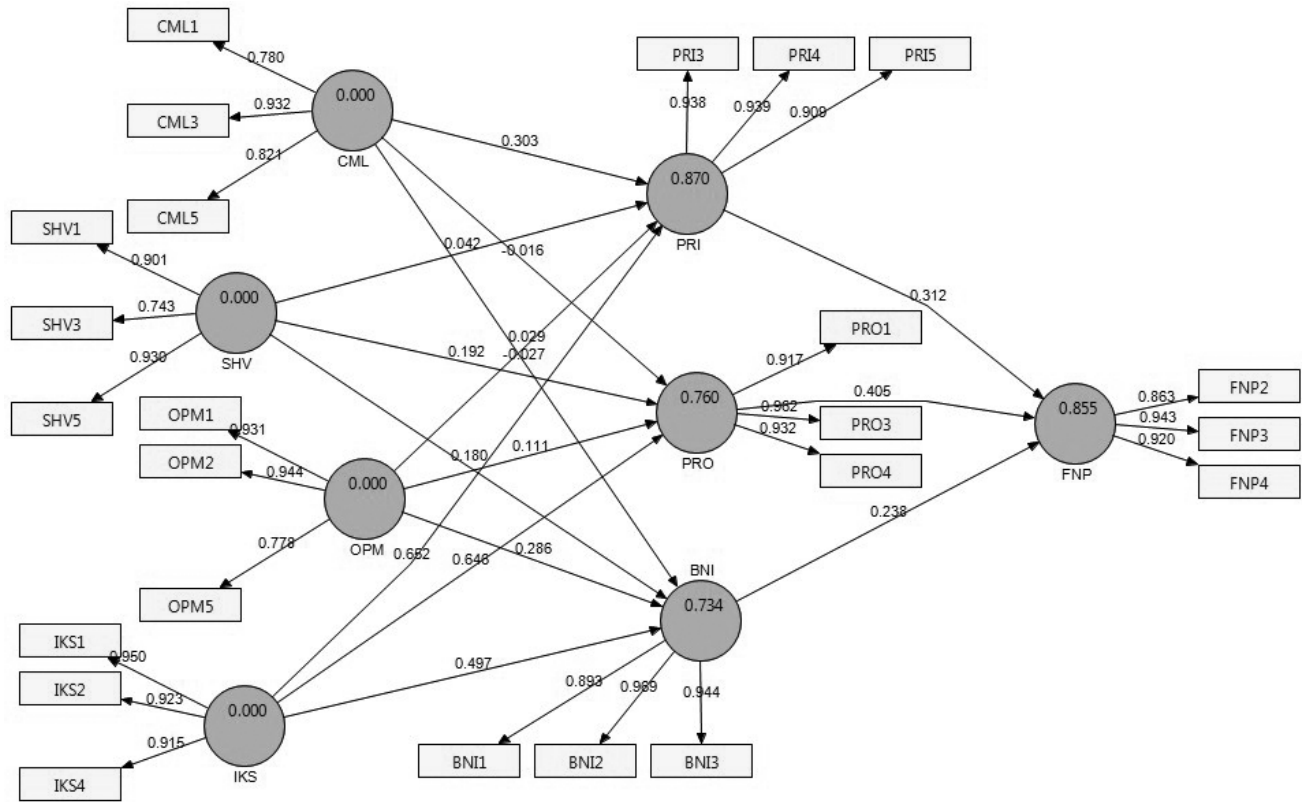 CML1
0.780
CML3
0.932
CML5
0.821
0.000
CML
SHV1
0.901
SHV3
0.743
SHV5
0.930
0.000
SHV
OPM1
0.931
OPM2
0.944
OPM5
0.778
0.000
OPM
IKS1
0.950
IKS2
0.923
IKS4
0.915
0.000
IKS
0.303
0.042
-0.016
0.029
-0.027
0.192
0.180
0.111
0.286
0.652
0.646
0.497
PRI3
PRI4
PRI5
0.938
0.939
0.909
0.870
PRI
0.312
PRO1
0.917
PRO3
0.962
PRO4
0.932
0.760
PRO
0.405
BNI
0.734
0.238
0.893
0.969
0.944
BNI1
BNI2
BNI3
0.855
FNP
0.863
0.943
0.920
FNP2
FNP3
FNP4